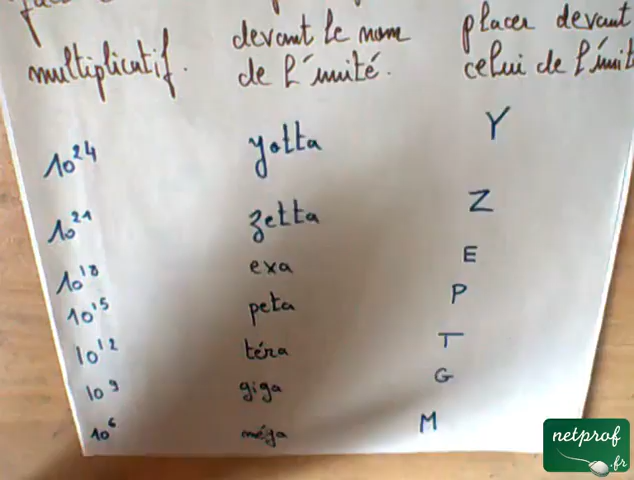 devant le nom placer devant
multiplicatif. de l'unité. celui de l'unit
10²⁴ yotta Y
10²¹ zetta Z
10¹⁸ exa E
10¹⁵ peta P
10¹² téra T
10⁹ giga G
10⁶ méga M
netprof
.fr